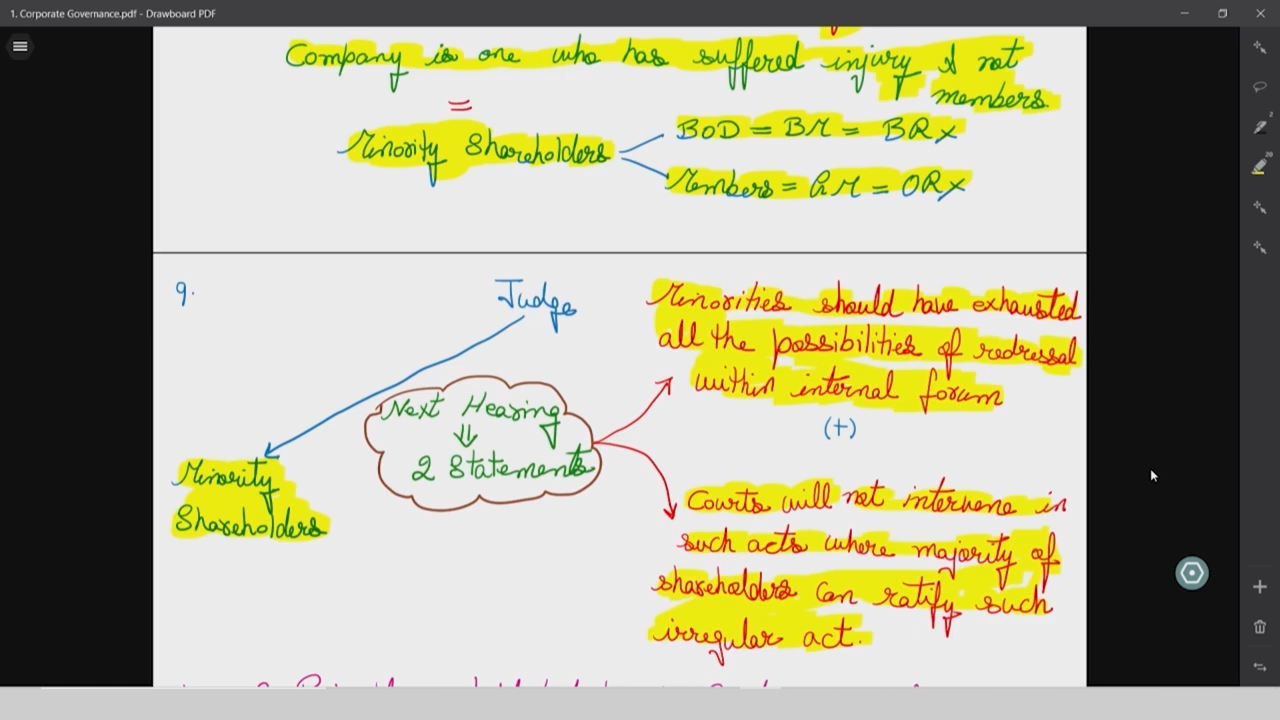 1. Corporate Governance.pdf - Drawboard PDF
Company is one who has suffered injury & not
members.
Minority Shareholders
BOD = BM = BR x
Members = GM = OR x
9.
Judge
Minorities should have exhausted
all the possibilities of redressal
within internal forum
(+)
Next Hearing
2 Statements
Minority
Shareholders
Courts will not intervene in
such acts where majority of
shareholders can ratify such
irregular act.